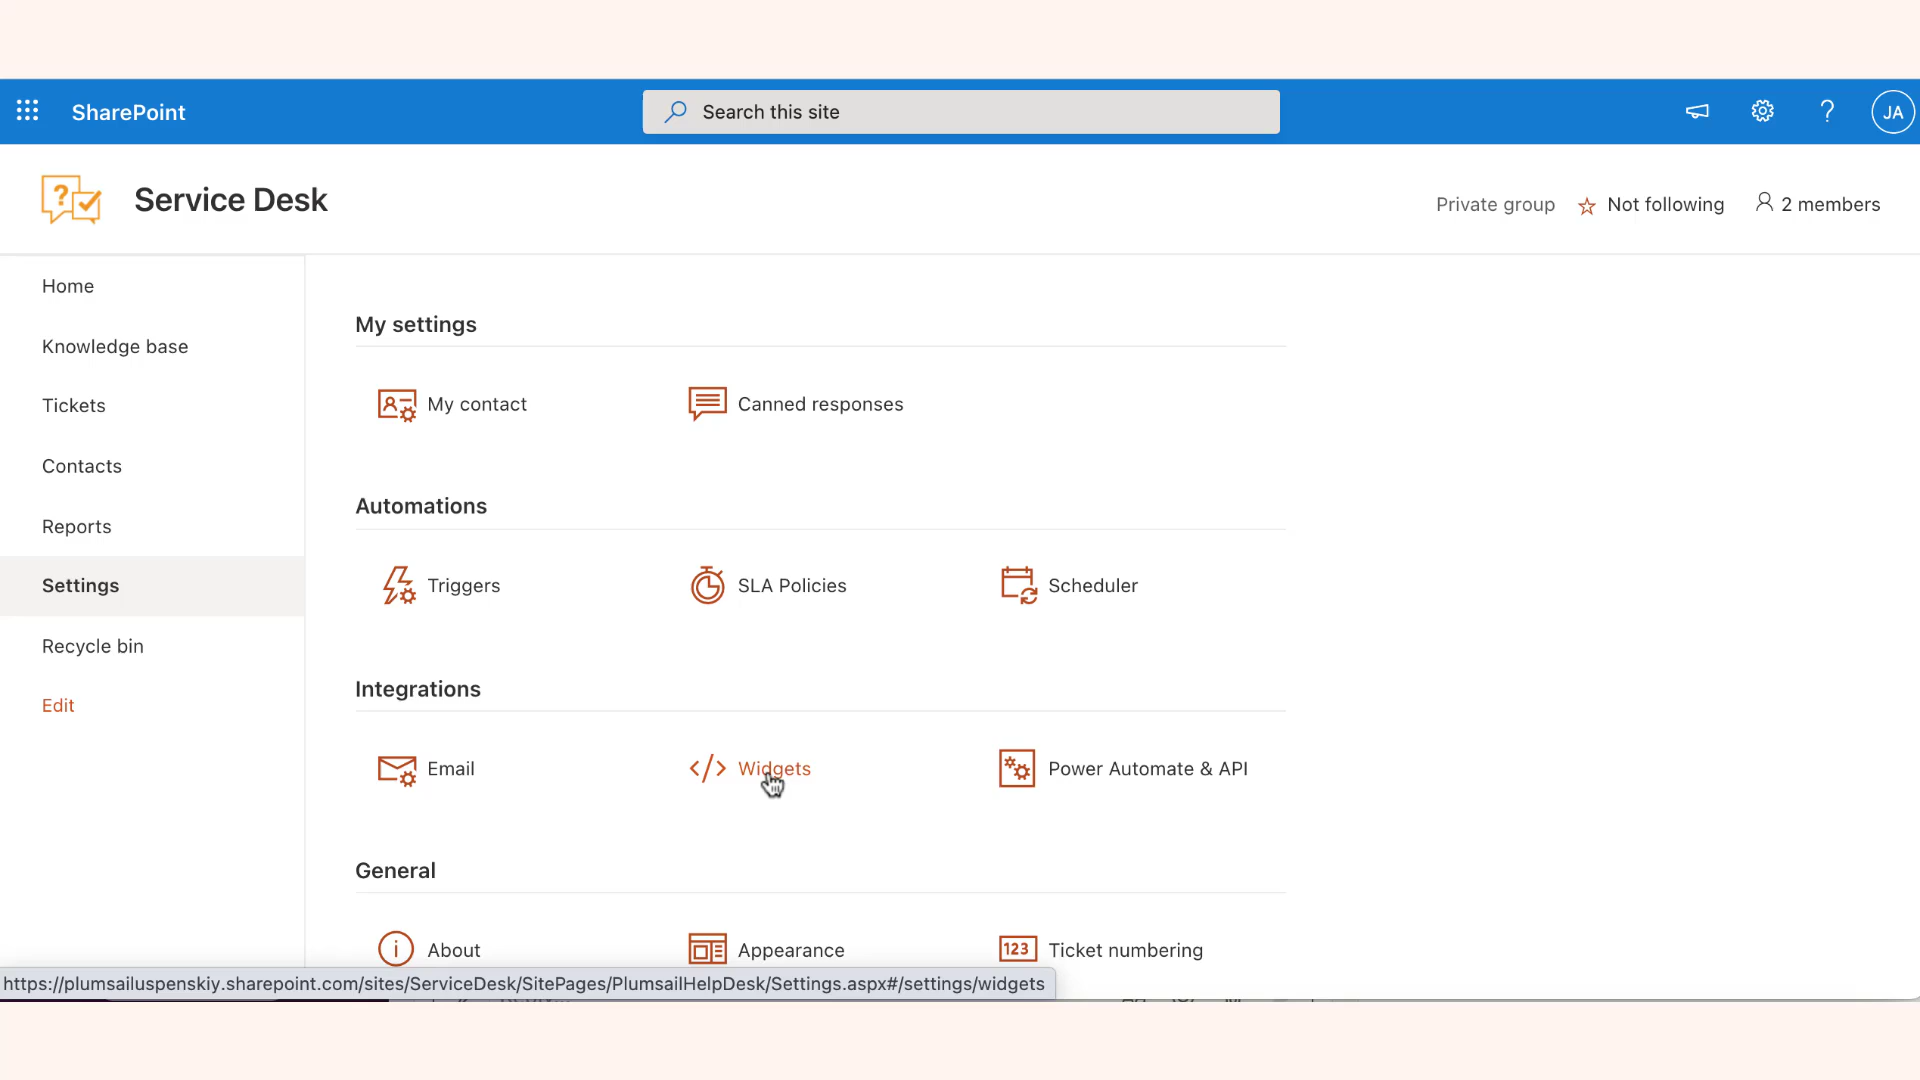 SharePoint
Search this site
JA
Service Desk
Private group
Not following
2 members
Home
Knowledge base
Tickets
Contacts
Reports
Settings
Recycle bin
Edit
My settings
My contact
Canned responses
Automations
Triggers
SLA Policies
Scheduler
Integrations
Email
Widgets
Power Automate & API
General
About
Appearance
123
Ticket numbering
https://plumsailuspenskiy.sharepoint.com/sites/ServiceDesk/SitePages/PlumsailHelpDesk/Settings.aspx#/settings/widgets